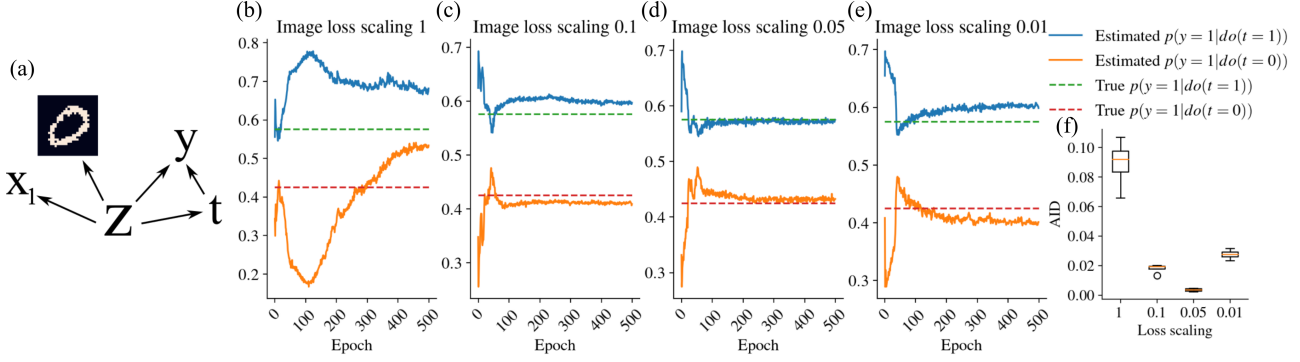 (a)
X1
Z
y
t
(b)
Image loss scaling 1
0.8
0.7
0.6
0.5
0.4
0.3
0.2
0
100
200
300
400
500
Epoch
(c)
Image loss scaling 0.1
0.7
0.6
0.5
0.4
0.3
0
100
200
300
400
500
Epoch
(d)
Image loss scaling 0.05
0.7
0.6
0.5
0.4
0.3
0
100
200
300
400
500
Epoch
(e)
Image loss scaling 0.01
0.7
0.6
0.5
0.4
0.3
0
100
200
300
400
500
Epoch
Estimated p(y = 1|do(t = 1))
Estimated p(y = 1|do(t = 0))
True p(y = 1|do(t = 1))
True p(y = 1|do(t = 0))
(f)
AID
0.10
0.08
0.06
0.04
0.02
0.00
1
0.1
0.05
0.01
Loss scaling